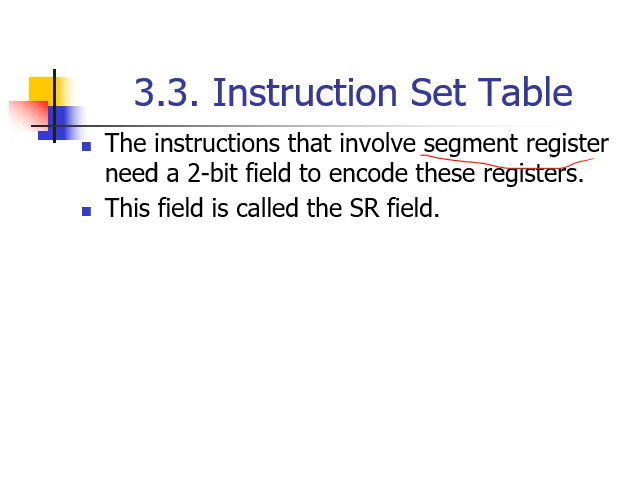 3.3. Instruction Set Table
The instructions that involve segment register
need a 2-bit field to encode these registers.
This field is called the SR field.